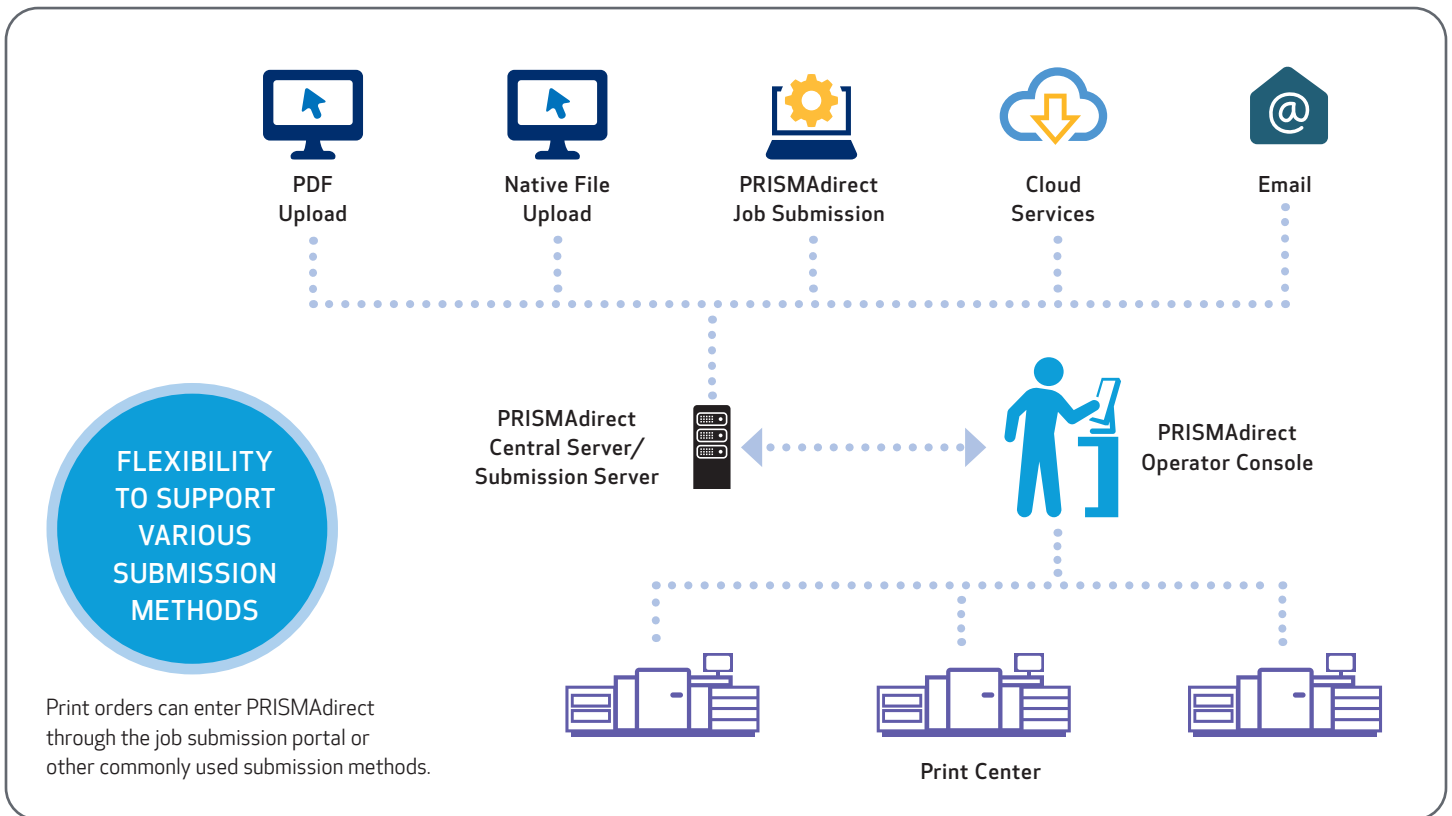 PDF
Upload
Native File
Upload
PRISMAdirect
Job Submission
Cloud
Services
@
Email
PRISMAdirect
Central Server/
Submission Server
PRISMAdirect
Operator Console
FLEXIBILITY
TO SUPPORT
VARIOUS
SUBMISSION
METHODS
Print orders can enter PRISMAdirect
through the job submission portal or
other commonly used submission methods.
Print Center